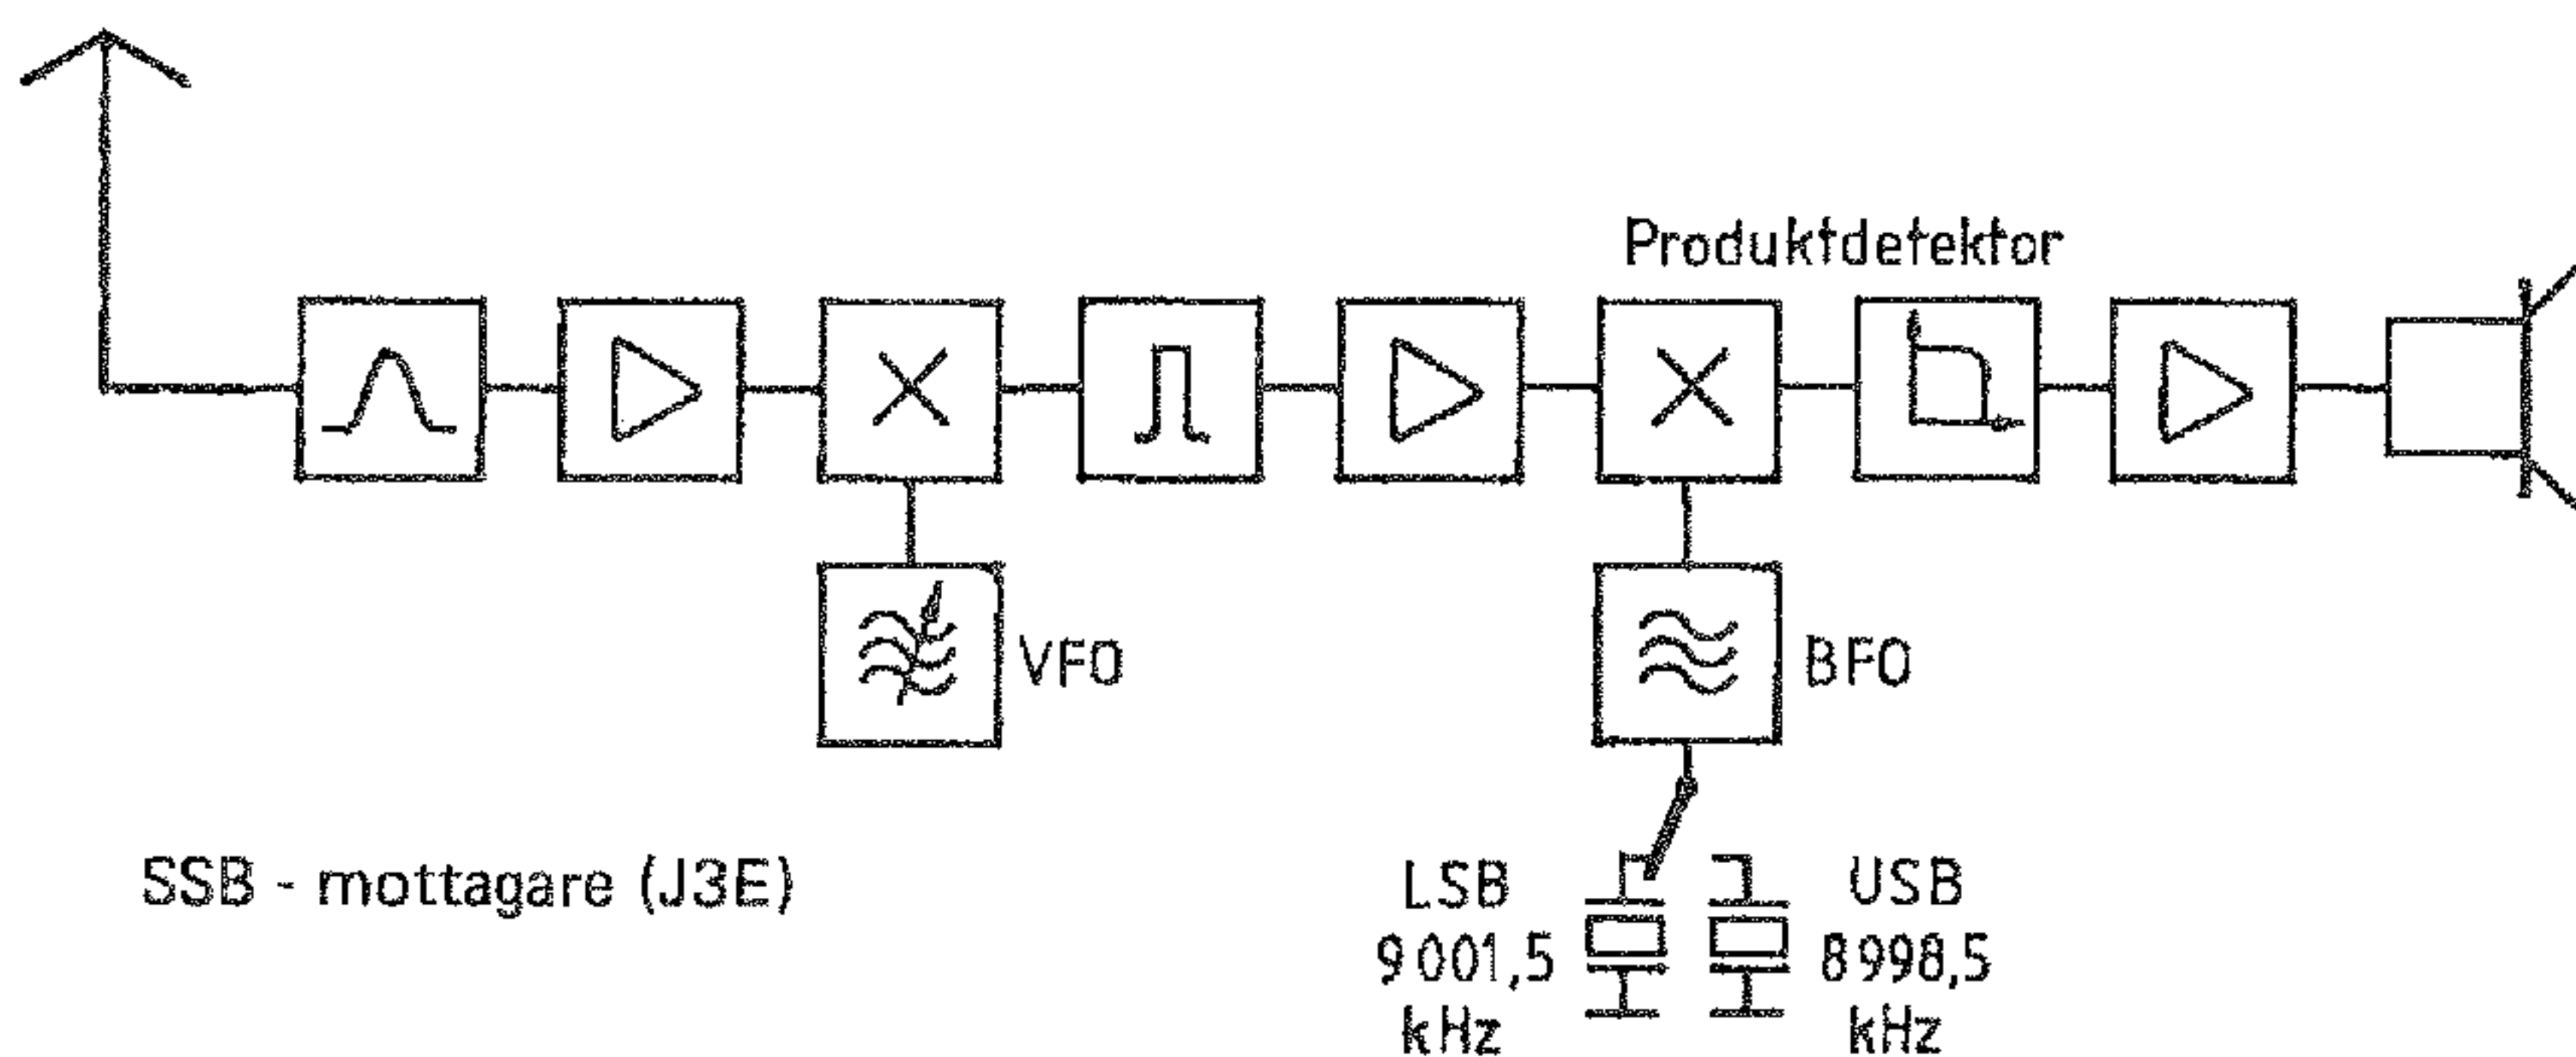 Produktdetektor
VFO
BFO
SSB - mottagare (J3E)
LSB
9001,5
kHz
USB
8998,5
kHz